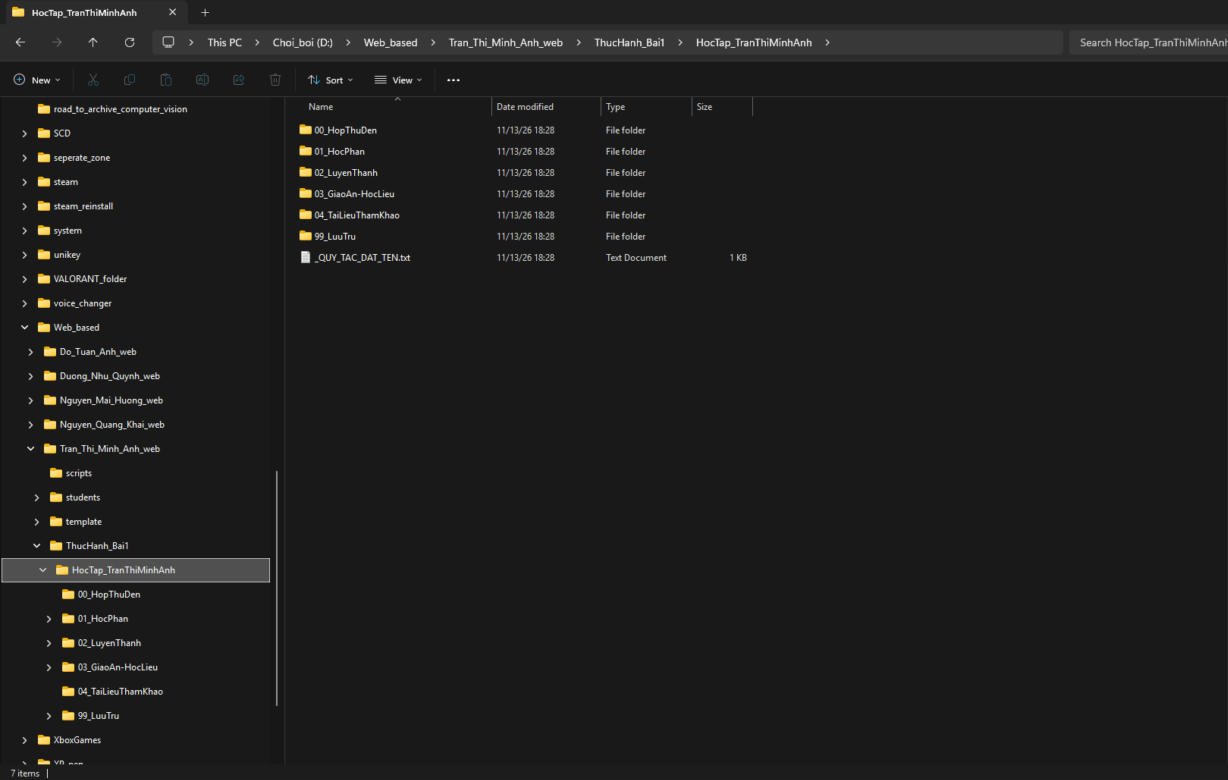 HocTap_TranThiMinhAnh
This PC > Choi_boi (D:) > Web_based > Tran_Thi_Minh_Anh_web > ThucHanh_Bai1 > HocTap_TranThiMinhAnh >
Search HocTap_TranThiMinhAnh
New Sort View ...
road_to_archive_computer_vision
SCD
seperate_zone
steam
steam_reinstall
system
unikey
VALORANT_folder
voice_changer
Web_based
Do_Tuan_Anh_web
Duong_Nhu_Quynh_web
Nguyen_Mai_Huong_web
Nguyen_Quang_Khai_web
Tran_Thi_Minh_Anh_web
scripts
students
template
ThucHanh_Bai1
HocTap_TranThiMinhAnh
00_HopThuDen
01_HocPhan
02_LuyenThanh
03_GiaoAn-HocLieu
04_TaiLieuThamKhao
99_LuuTru
XboxGames
Name Date modified Type Size
00_HopThuDen 11/13/26 18:28 File folder
01_HocPhan 11/13/26 18:28 File folder
02_LuyenThanh 11/13/26 18:28 File folder
03_GiaoAn-HocLieu 11/13/26 18:28 File folder
04_TaiLieuThamKhao 11/13/26 18:28 File folder
99_LuuTru 11/13/26 18:28 File folder
_QUY_TAC_DAT_TEN.txt 11/13/26 18:28 Text Document 1 KB
7 items